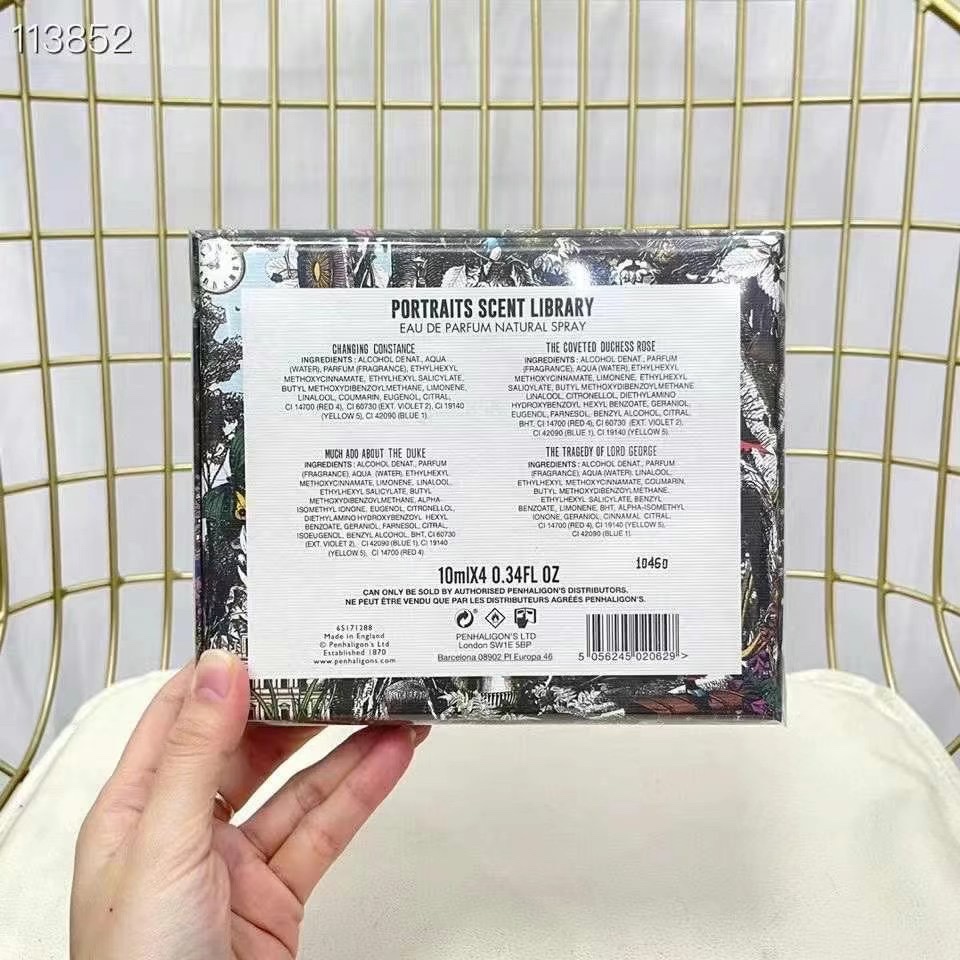 113852
PORTRAITS SCENT LIBRARY
EAU DE PARFUM NATURAL SPRAY
CHANGING CONSTANCE
INGREDIENTS : ALCOHOL DENAT., AQUA
(WATER), PARFUM (FRAGRANCE), ETHYLHEXYL
METHOXYCINNAMATE, ETHYLHEXYL SALICYLATE,
BUTYL METHOXYDIBENZOYLMETHANE, LIMONENE,
LINALOOL, COUMARIN, EUGENOL, CITRAL,
CI 14700 (RED 4), CI 60730 (EXT. VIOLET 2), CI 19140
(YELLOW 5), CI 42090 (BLUE 1).
THE COVETED DUCHESS ROSE
INGREDIENTS : ALCOHOL DENAT., PARFUM
(FRAGRANCE), AQUA (WATER), ETHYLHEXYL
METHOXYCINNAMATE, LIMONENE, ETHYLHEXYL
SALIOYLATE, BUTYL METHOXYDIBENZOYLMETHANE
LINALOOL, CITRONELLOL, DIETHYLAMINO
HYDROXYBENZOYL, HEXYL BENZOATE, GERANIOL,
EUGENOL, FARNESOL, BENZYL ALCOHOL, CITRAL,
BHT, CI 14700 (RED 4), CI 60730 (EXT. VIOLET 2),
CI 42090 (BLUE 1), CI 19140 (YELLOW 5).
MUCH ADO ABOUT THE DUKE
INGREDIENTS : ALCOHOL DENAT., PARFUM
(FRAGRANCE), AQUA (WATER), ETHYLHEXYL
METHOXYCINNAMATE, LIMONENE, LINALOOL,
ETHYLHEXYL SALICYLATE, BUTYL
METHOXYDIBENZOYLMETHANE, ALPHA-
ISOMETHYL IONGNE, EUGENOL, CITRONELLOL,
DIETHYLAMINO HYDROXYBENZOYL HEXYL
BENZOATE, GERANIOL, FARNESOL, CITRAL,
ISOEUGENOL, BENZYL ALCOHOL, BHT, CI 60730
(EXT. VIOLET 2), CI 42090 (BLUE 1), CI 19140
(YELLOW 5), CI 14700 (RED 4)
THE TRAGEDY OF LORD GEORGE
INGREDIENTS : ALCOHOL DENAT., PARFUM
(FRAGRANCE), AQUA (WATER), LINALOOL,
ETHYLHEXYL METHOXYCINNAMATE, COUMARIN,
BUTYL METHOXYDIBENZOYLMETHANE,
ETHYLHEXYL SALICYLATE, BENZYL
BENZOATE, LIMONENE, BHT, ALPHA-ISOMETHYL
IONONE, GERANIOL, CINNAMAL, CITRAL,
CI 14700 (RED 4), CI 19140 (YELLOW 5),
CI 42090 (BLUE 1).
10460
10mlX4 0.34FL OZ
CAN ONLY BE SOLD BY AUTHORISED PENHALIGON'S DISTRIBUTORS.
NE PEUT ÊTRE VENDU QUE PAR LES DISTRIBUTEURS AGRÉÉS PENHALIGON'S.
65171288
Made in England
© Penhaligon's Ltd
Established 1870
www.penhaligons.com
PENHALIGON'S LTD
London SW1E 5BP
Barcelona 08902 Pl Europa 46
5 056245 020629 >